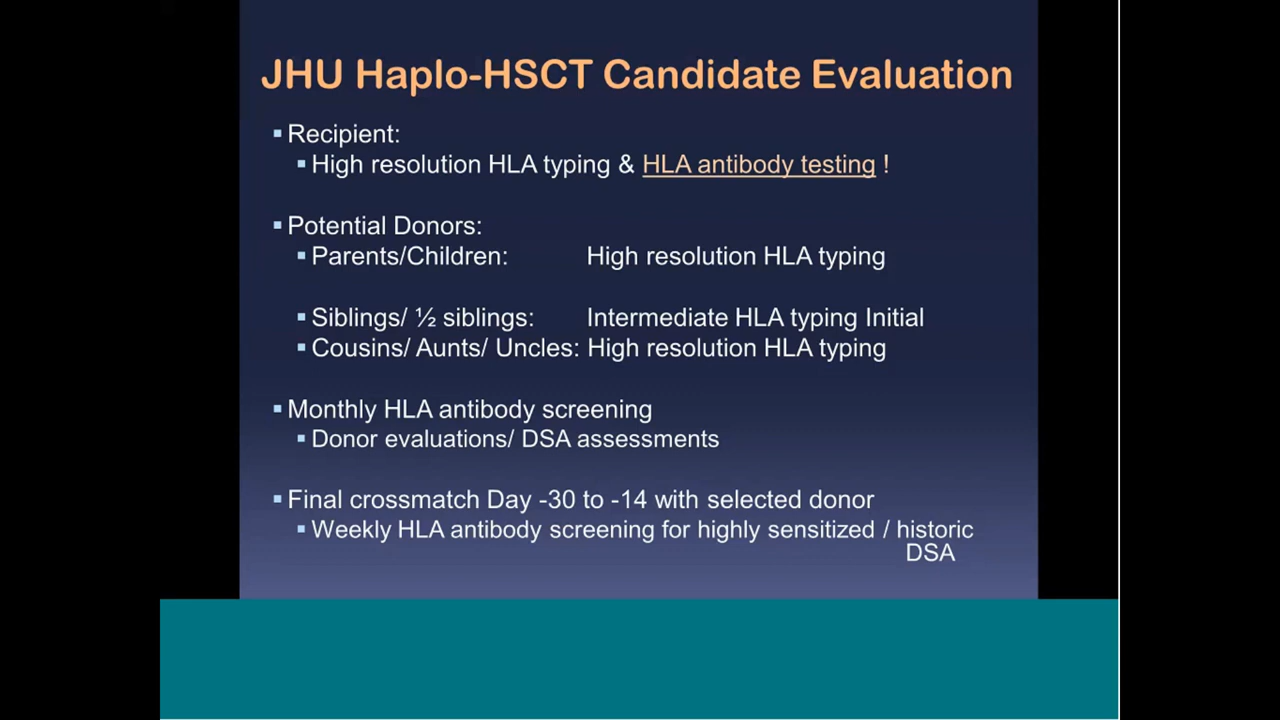 JHU Haplo-HSCT Candidate Evaluation
▪ Recipient:
▪ High resolution HLA typing & HLA antibody testing !
▪ Potential Donors:
▪ Parents/Children: High resolution HLA typing
▪ Siblings/ ½ siblings: Intermediate HLA typing Initial
▪ Cousins/ Aunts/ Uncles: High resolution HLA typing
▪ Monthly HLA antibody screening
▪ Donor evaluations/ DSA assessments
▪ Final crossmatch Day -30 to -14 with selected donor
▪ Weekly HLA antibody screening for highly sensitized / historic
DSA